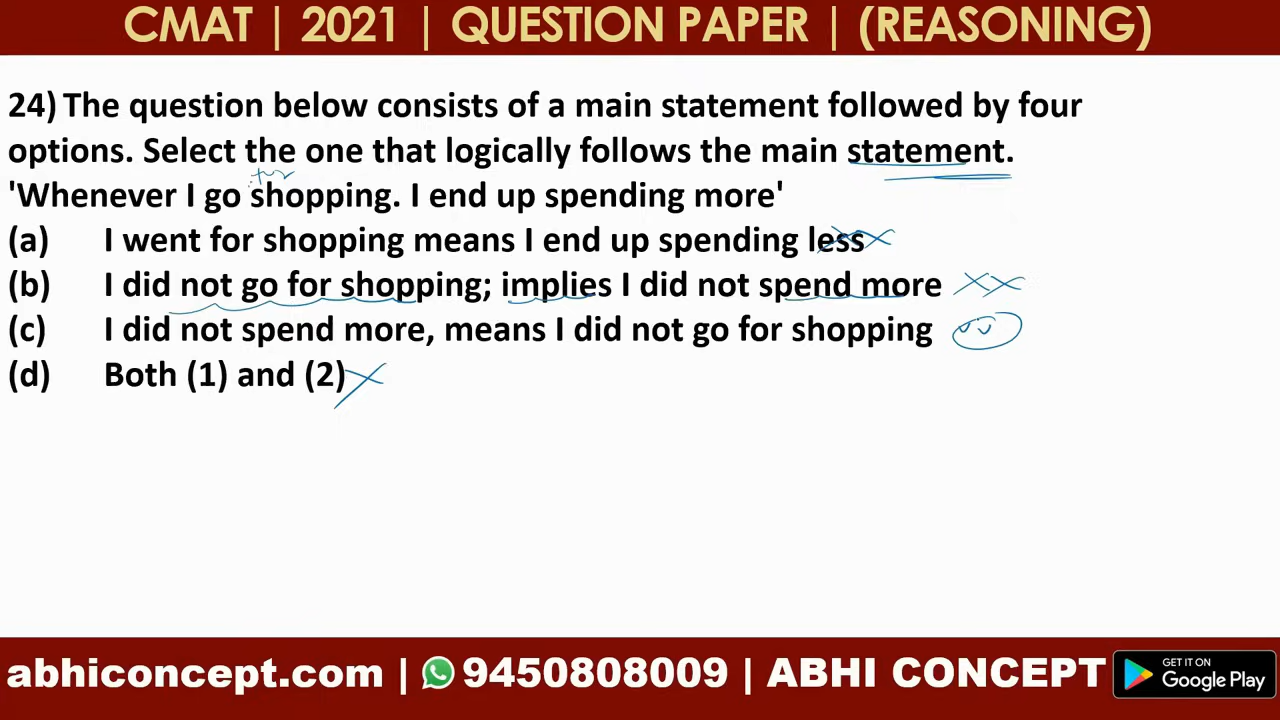 CMAT | 2021 | QUESTION PAPER | (REASONING)
24) The question below consists of a main statement followed by four
options. Select the one that logically follows the main statement.
for
'Whenever I go shopping. I end up spending more'
(a) I went for shopping means I end up spending less
(b) I did not go for shopping; implies I did not spend more
(c) I did not spend more, means I did not go for shopping
(d) Both (1) and (2)
abhiconcept.com | 9450808009 | ABHI CONCEPT
GET IT ON
Google Play